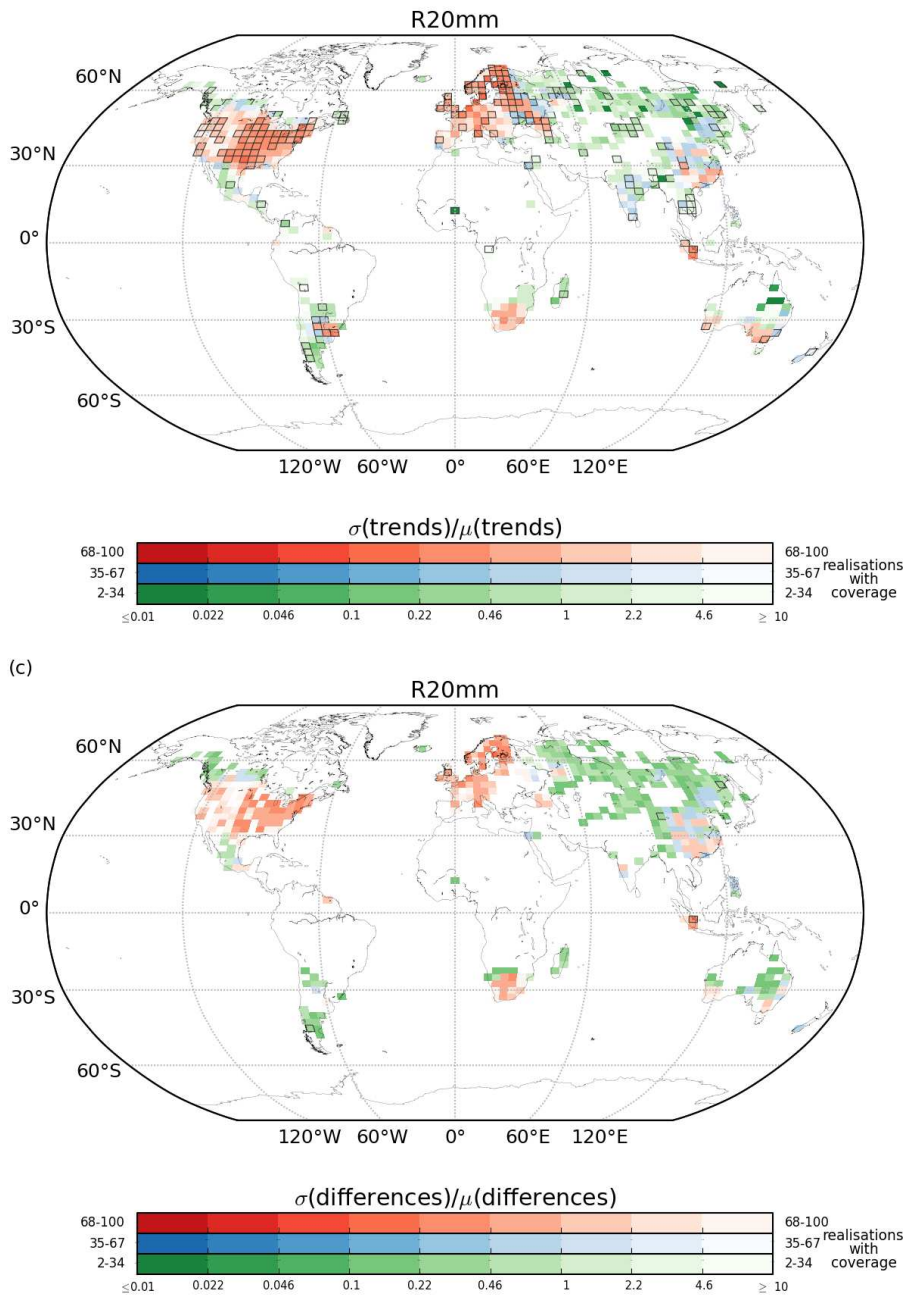 R20mm
60°N
30°N
0°
30°S
60°S
120°W 60°W 0° 60°E 120°E
σ(trends)/μ(trends)
68-100 68-100
35-67 35-67
2-34 2-34
realisations
with
coverage
≤0.01 0.022 0.046 0.1 0.22 0.46 1 2.2 4.6 ≥ 10
(c)
R20mm
60°N
30°N
0°
30°S
60°S
120°W 60°W 0° 60°E 120°E
σ(differences)/μ(differences)
68-100 68-100
35-67 35-67
2-34 2-34
realisations
with
coverage
≤0.01 0.022 0.046 0.1 0.22 0.46 1 2.2 4.6 ≥ 10